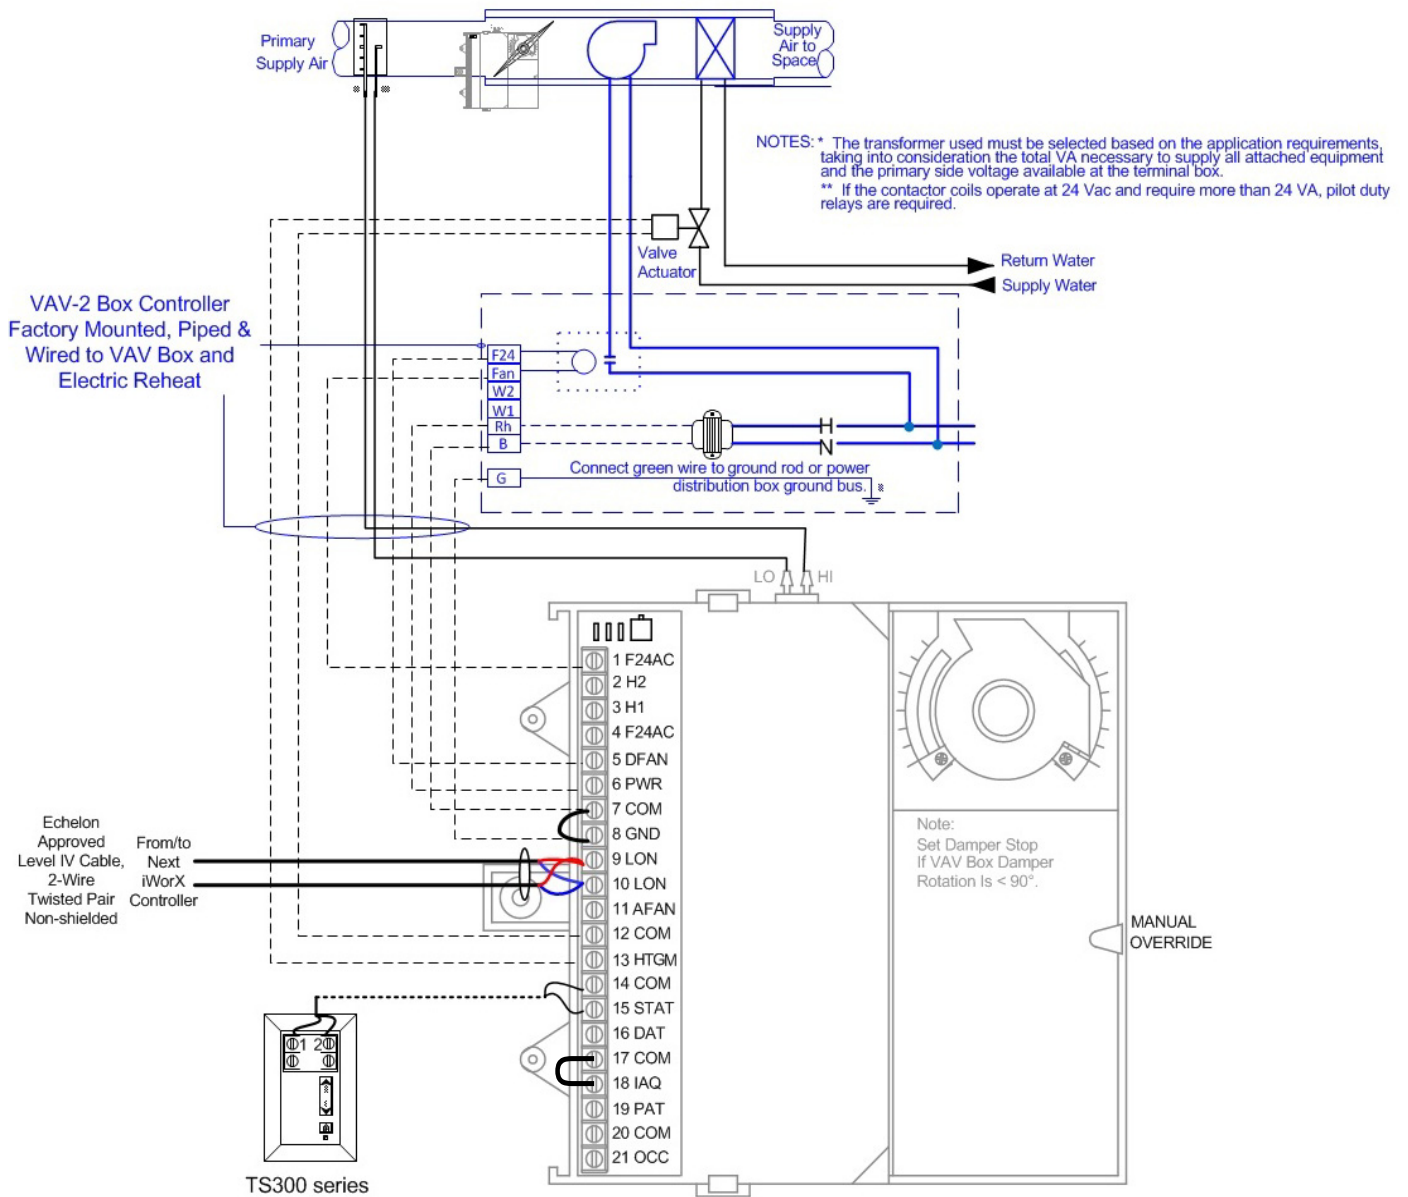 Primary
Supply Air
Supply
Air to
Space
NOTES: * The transformer used must be selected based on the application requirements,
taking into consideration the total VA necessary to supply all attached equipment
and the primary side voltage available at the terminal box.
** If the contactor coils operate at 24 Vac and require more than 24 VA, pilot duty
relays are required.
Valve
Actuator
Return Water
Supply Water
VAV-2 Box Controller
Factory Mounted, Piped &
Wired to VAV Box and
Electric Reheat
F24
Fan
W2
W1
Rh
B
G
H
N
Connect green wire to ground rod or power
distribution box ground bus.
LO
HI
1 F24AC
2 H2
3 H1
4 F24AC
5 DFAN
6 PWR
7 COM
8 GND
9 LON
10 LON
11 AFAN
12 COM
13 HTGM
14 COM
15 STAT
16 DAT
17 COM
18 IAQ
19 PAT
20 COM
21 OCC
Echelon
Approved
Level IV Cable,
2-Wire
Twisted Pair
Non-shielded
From/to
Next
iWorX
Controller
Note:
Set Damper Stop
If VAV Box Damper
Rotation Is < 90°.
MANUAL
OVERRIDE
1 2
TS300 series